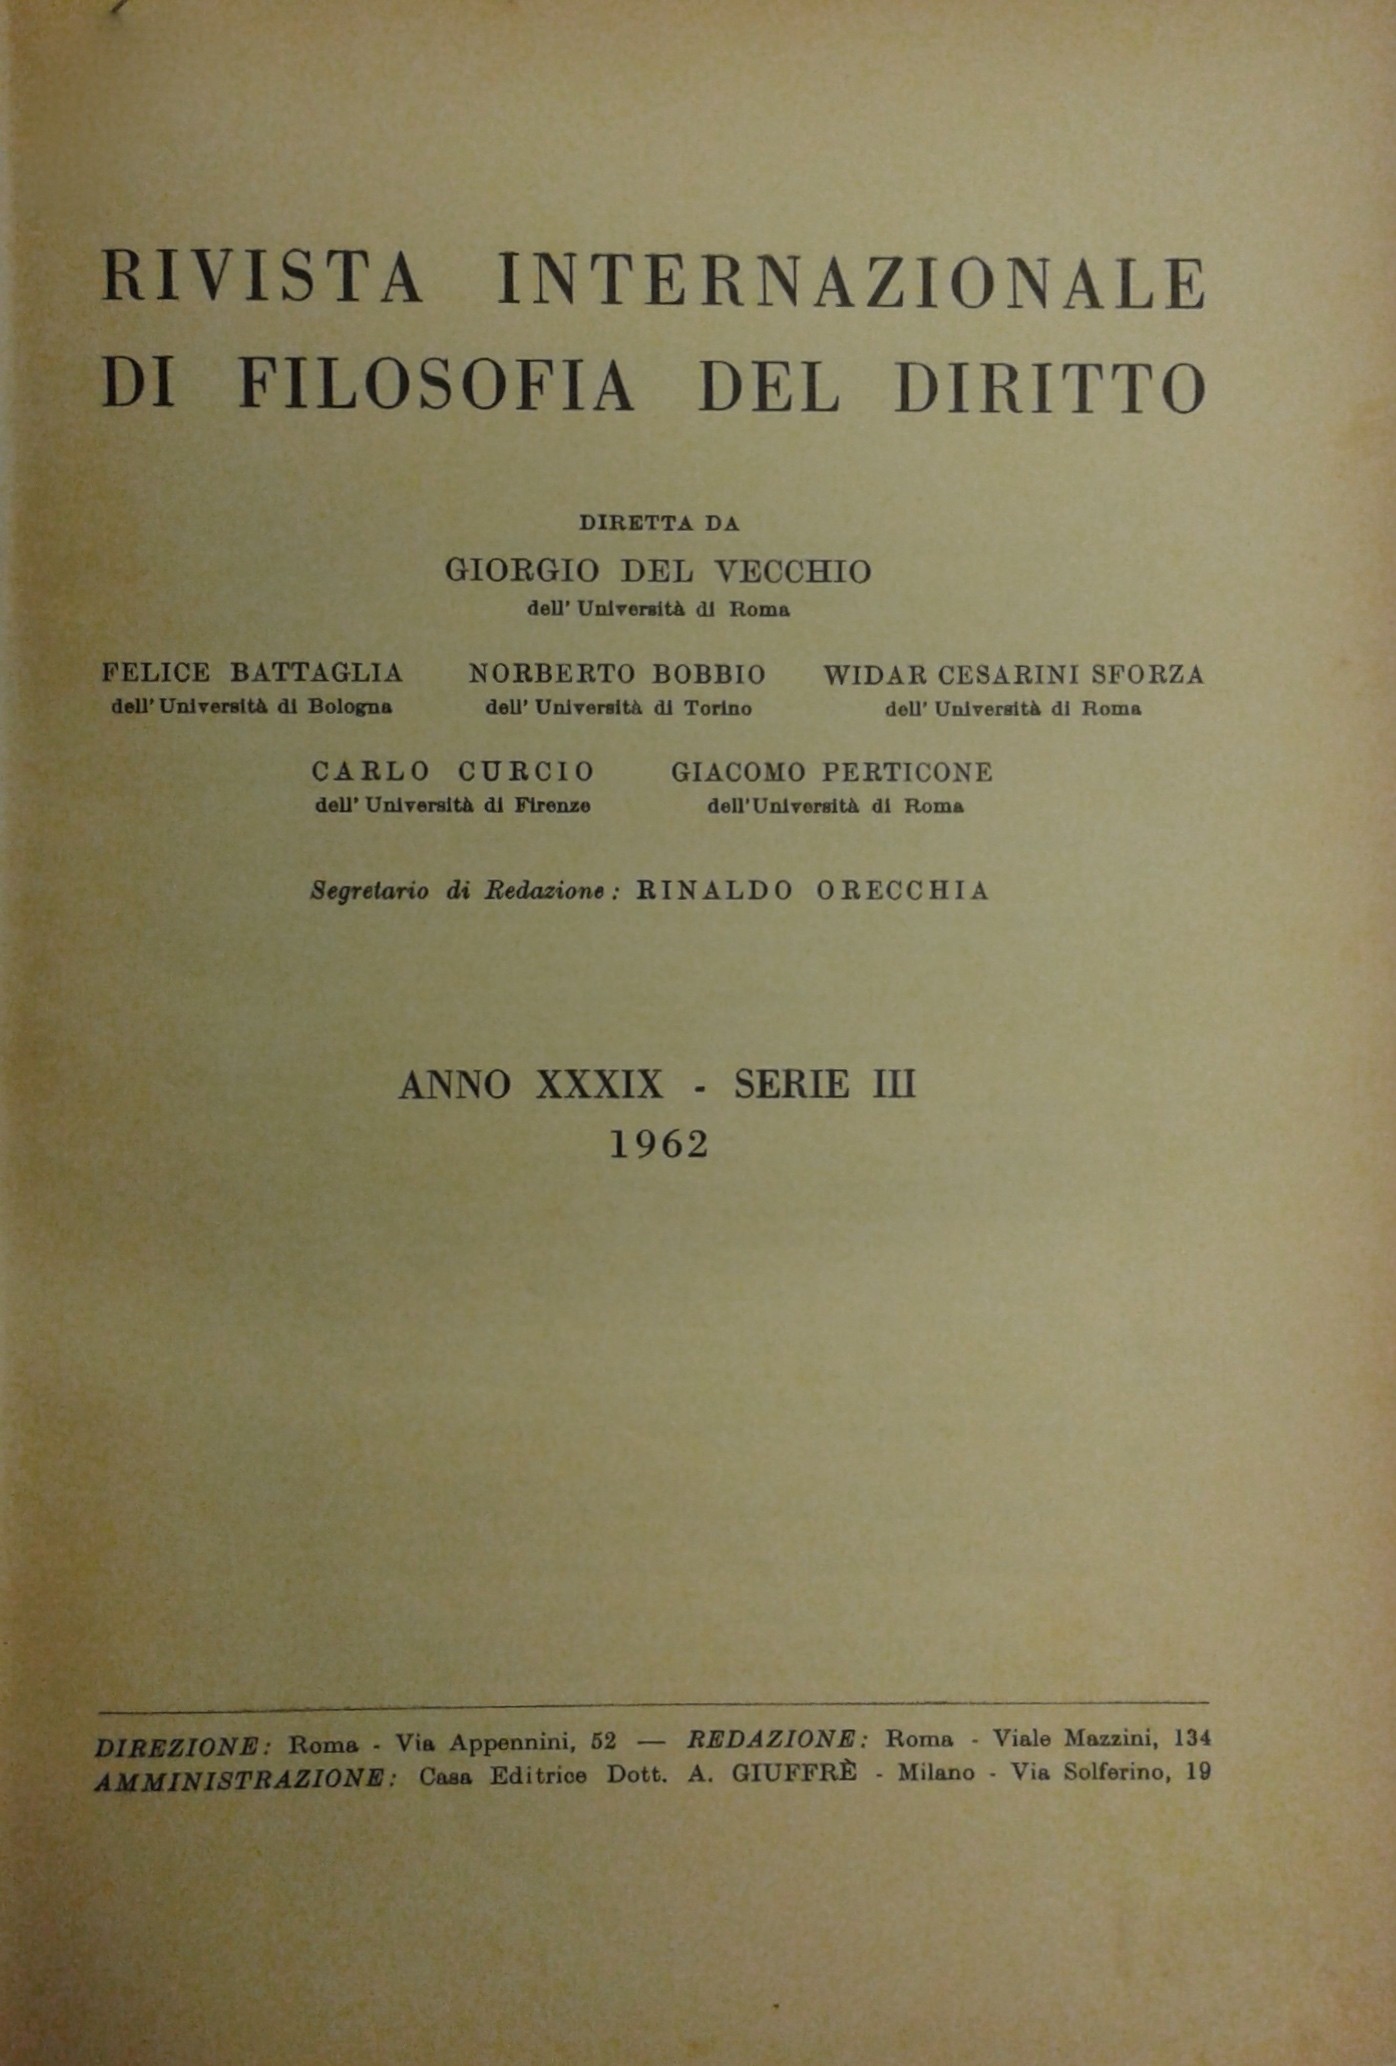 RIVISTA INTERNAZIONALE
DI FILOSOFIA DEL DIRITTO
DIRETTA DA
GIORGIO DEL VECCHIO
dell' Università di Roma
FELICE BATTAGLIA NORBERTO BOBBIO WIDAR CESARINI SFORZA
dell' Università di Bologna dell' Università di Torino dell' Università di Roma
CARLO CURCIO GIACOMO PERTICONE
dell' Università di Firenze dell'Università di Roma
Segretario di Redazione: RINALDO ORECCHIA
ANNO XXXIX - SERIE III
1962
DIREZIONE: Roma - Via Appennini, 52 — REDAZIONE: Roma - Viale Mazzini, 134
AMMINISTRAZIONE: Casa Editrice Dott. A. GIUFFRÈ - Milano - Via Solferino, 19